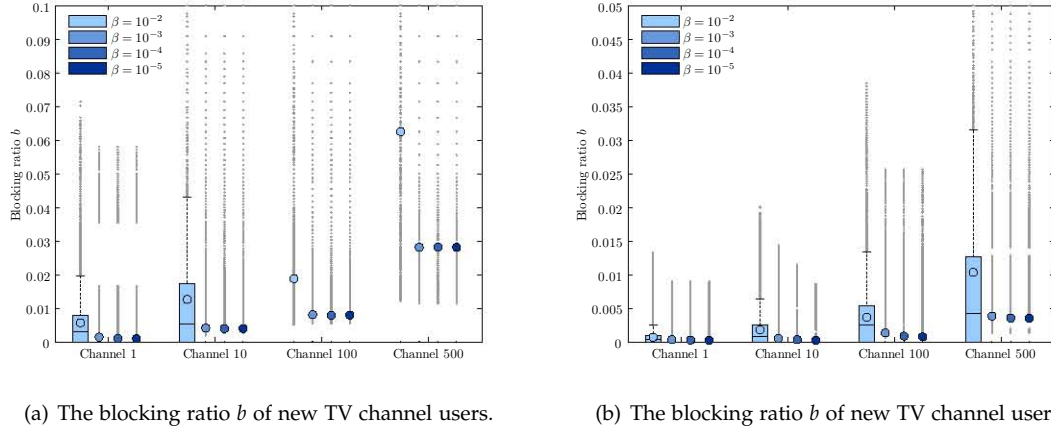 0.1
0.09
0.08
0.07
0.06
0.05
0.04
0.03
0.02
0.01
0
Blocking ratio b
β = 10⁻²
β = 10⁻³
β = 10⁻⁴
β = 10⁻⁵
Channel 1 Channel 10 Channel 100 Channel 500
(a) The blocking ratio b of new TV channel users.
0.05
0.045
0.04
0.035
0.03
0.025
0.02
0.015
0.01
0.005
0
Blocking ratio b
β = 10⁻²
β = 10⁻³
β = 10⁻⁴
β = 10⁻⁵
Channel 1 Channel 10 Channel 100 Channel 500
(b) The blocking ratio b of new TV channel user